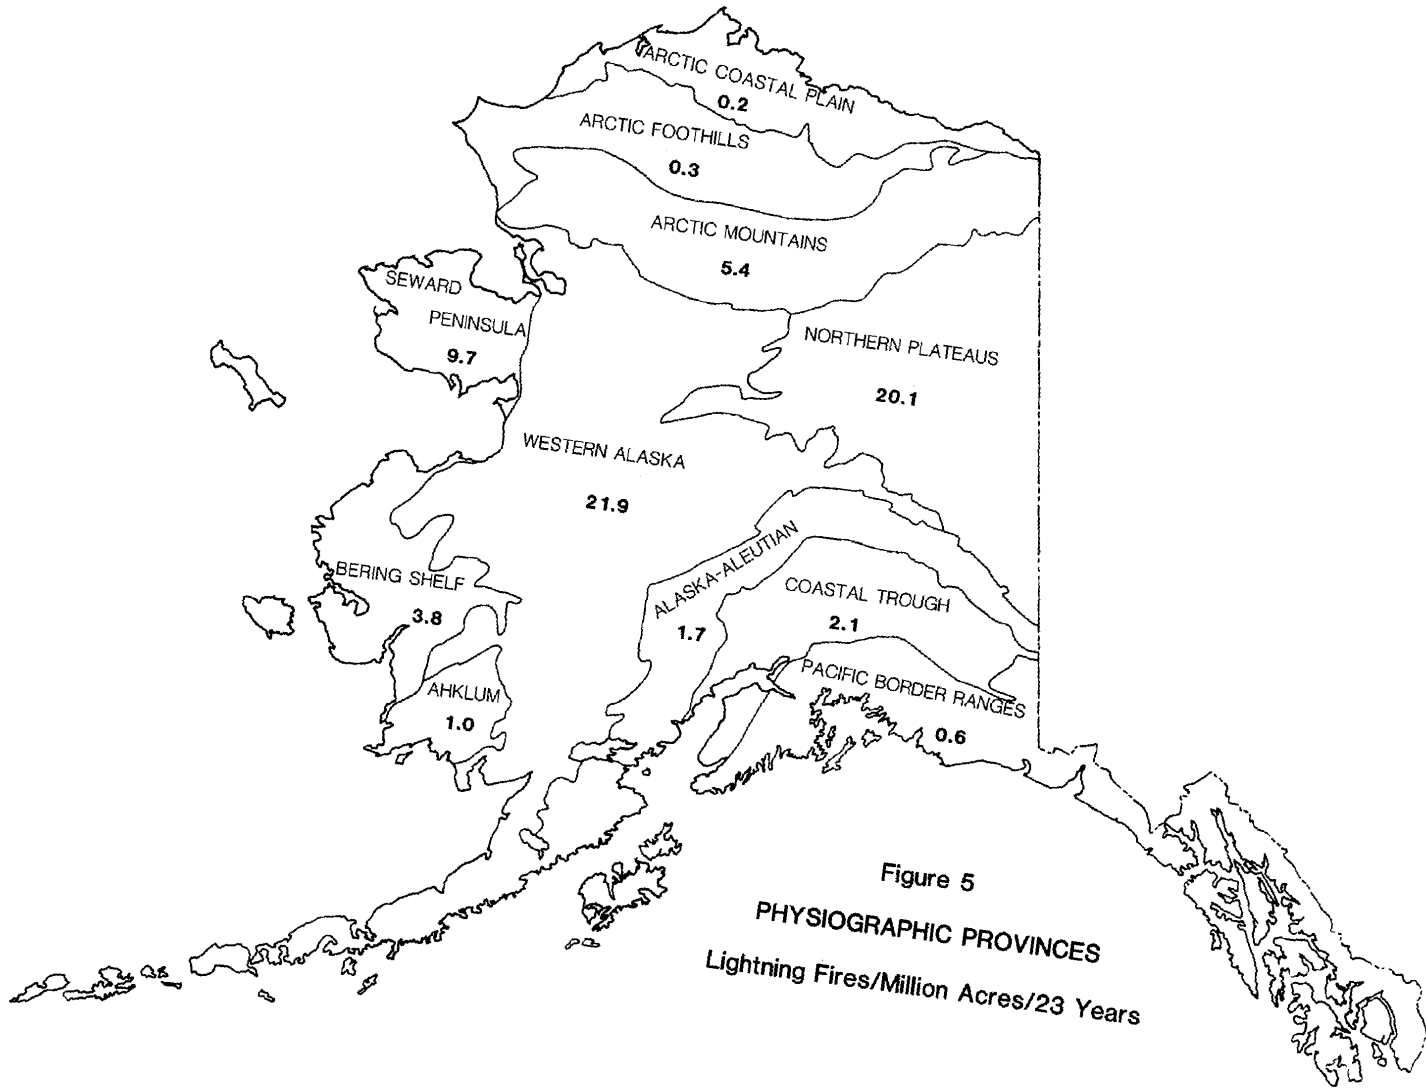 ARCTIC COASTAL PLAIN
0.2
ARCTIC FOOTHILLS
0.3
ARCTIC MOUNTAINS
5.4
SEWARD
PENINSULA
9.7
NORTHERN PLATEAUS
20.1
WESTERN ALASKA
21.9
ALASKA-ALEUTIAN
1.7
BERING SHELF
3.8
COASTAL TROUGH
2.1
AHKLUM
1.0
PACIFIC BORDER RANGES
0.6
Figure 5
PHYSIOGRAPHIC PROVINCES
Lightning Fires/Million Acres/23 Years